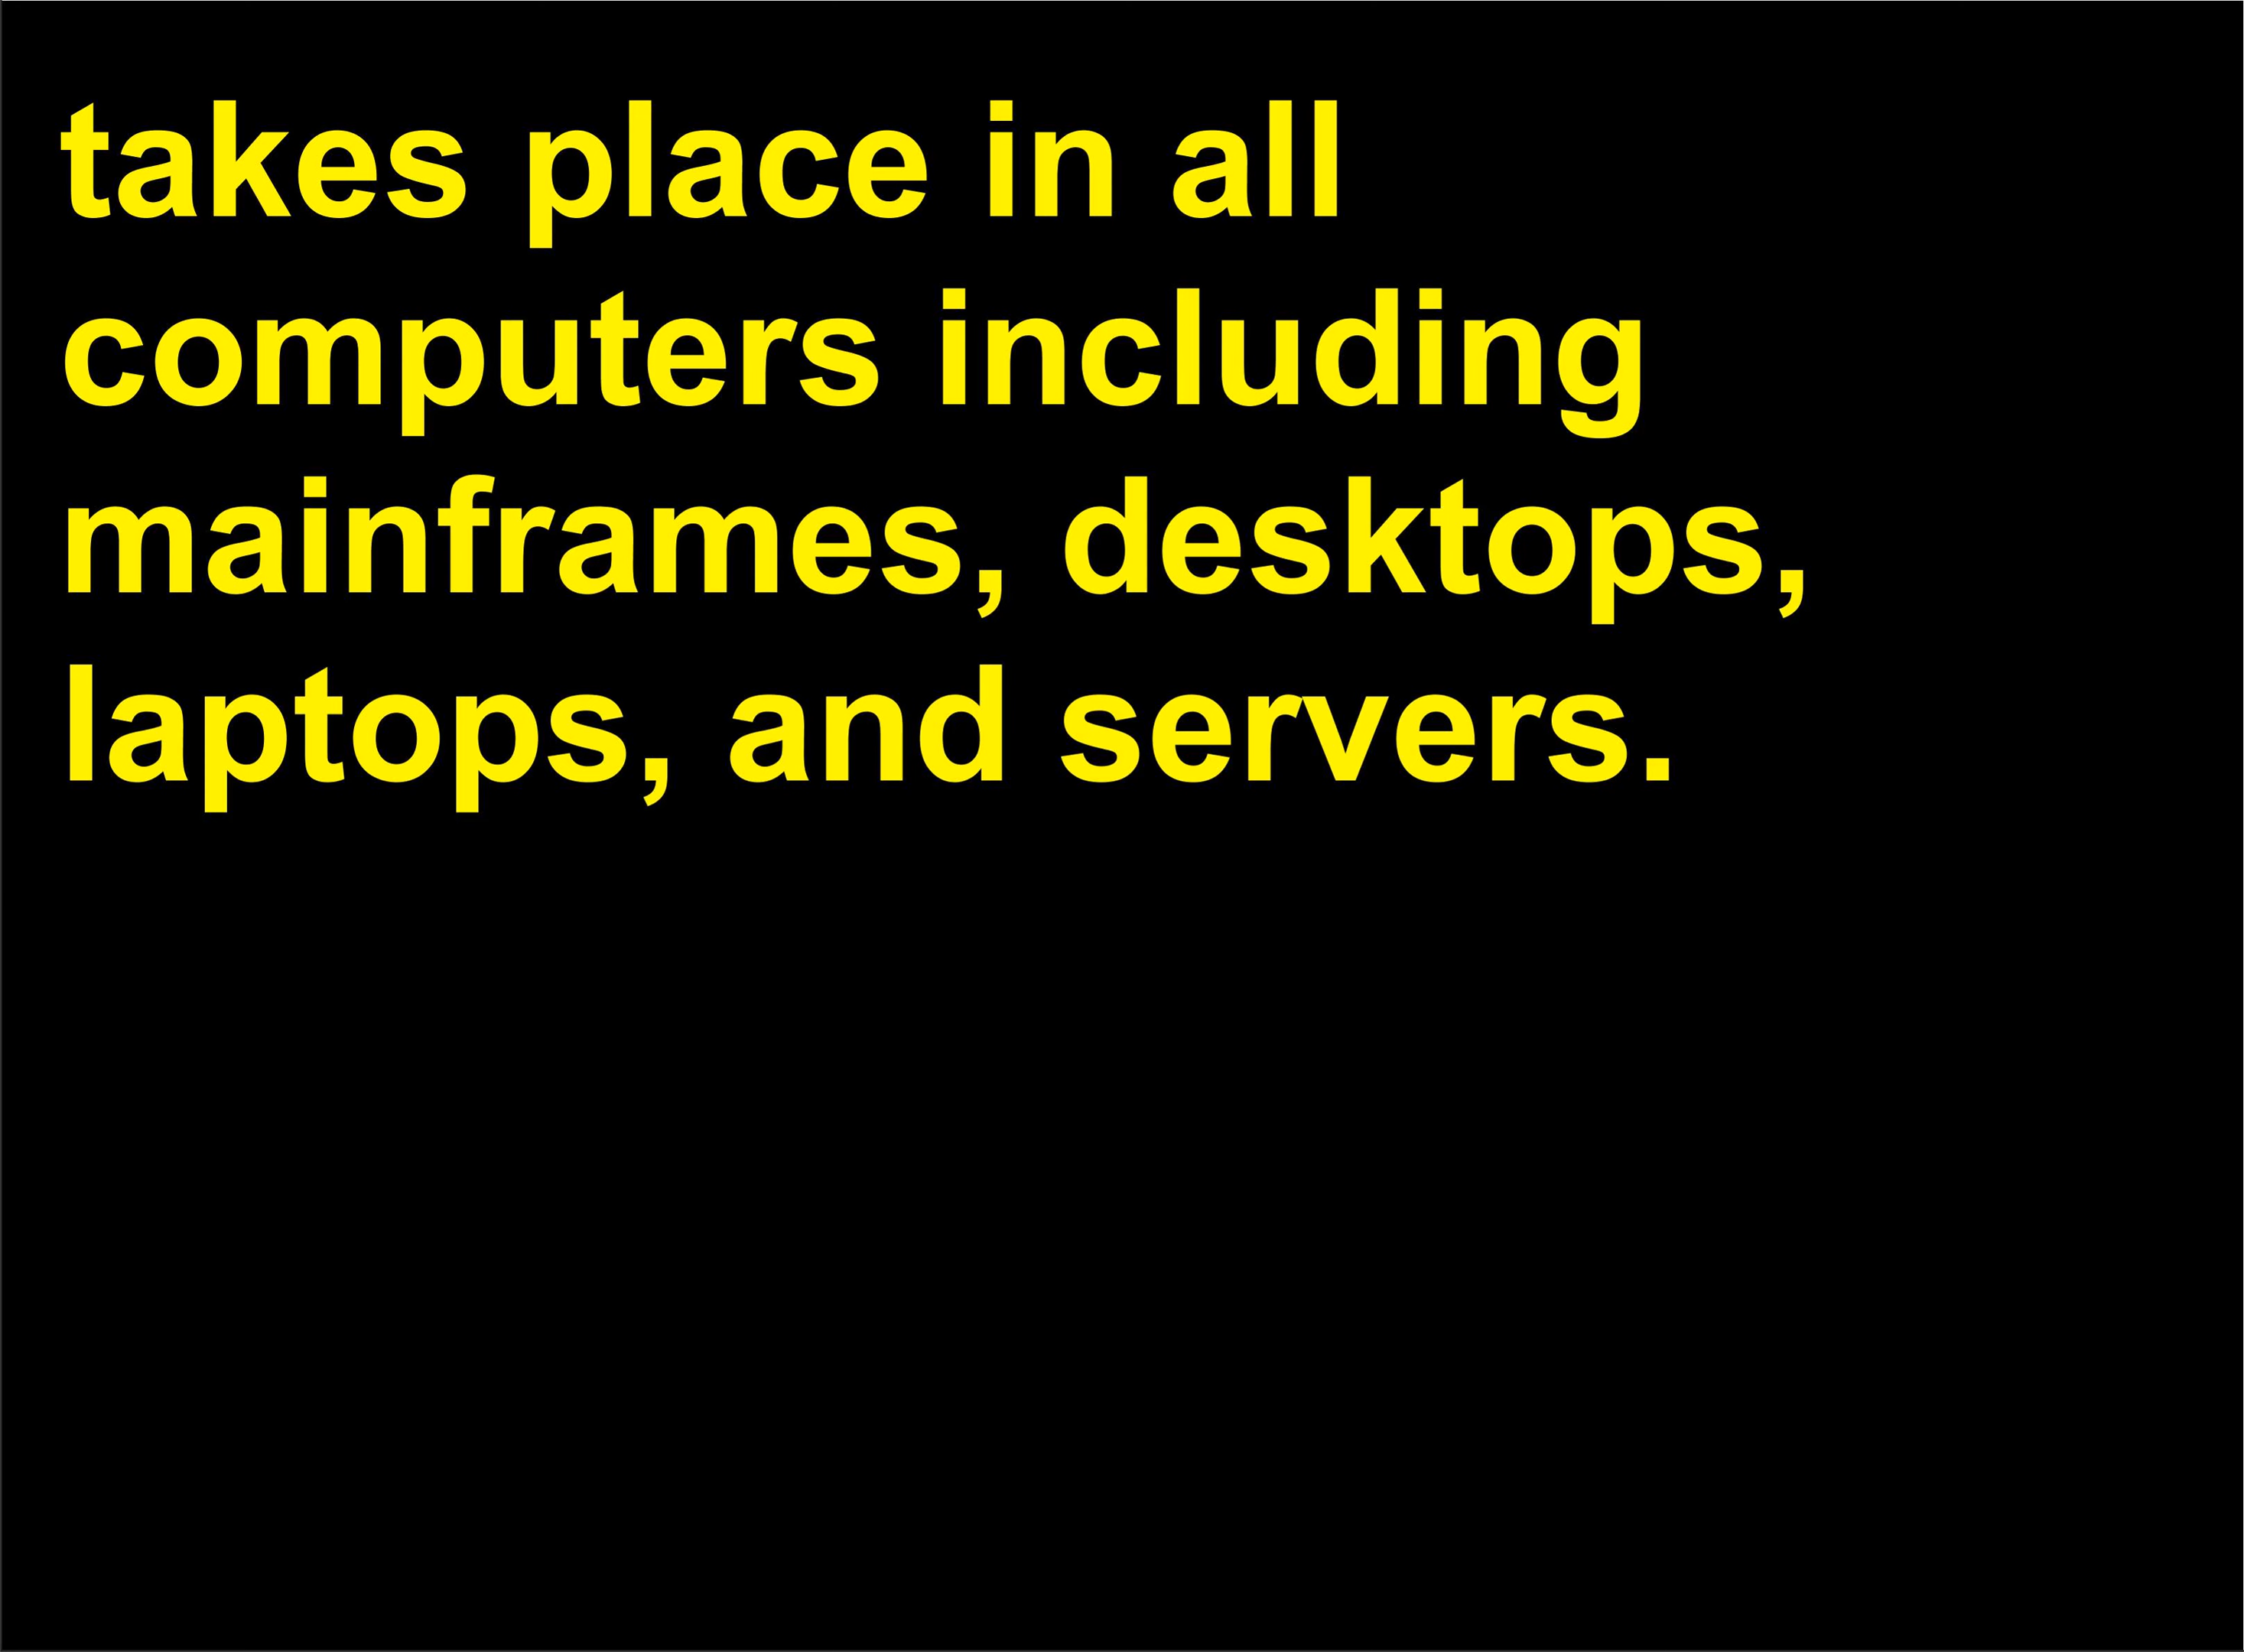 takes place in all
computers including
mainframes, desktops,
laptops, and servers.